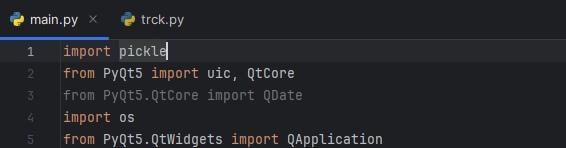 main.py ×
trck.py
1 import pickle
2 from PyQt5 import uic, QtCore
3 from PyQt5.QtCore import QDate
4 import os
5 from PyQt5.QtWidgets import QApplication